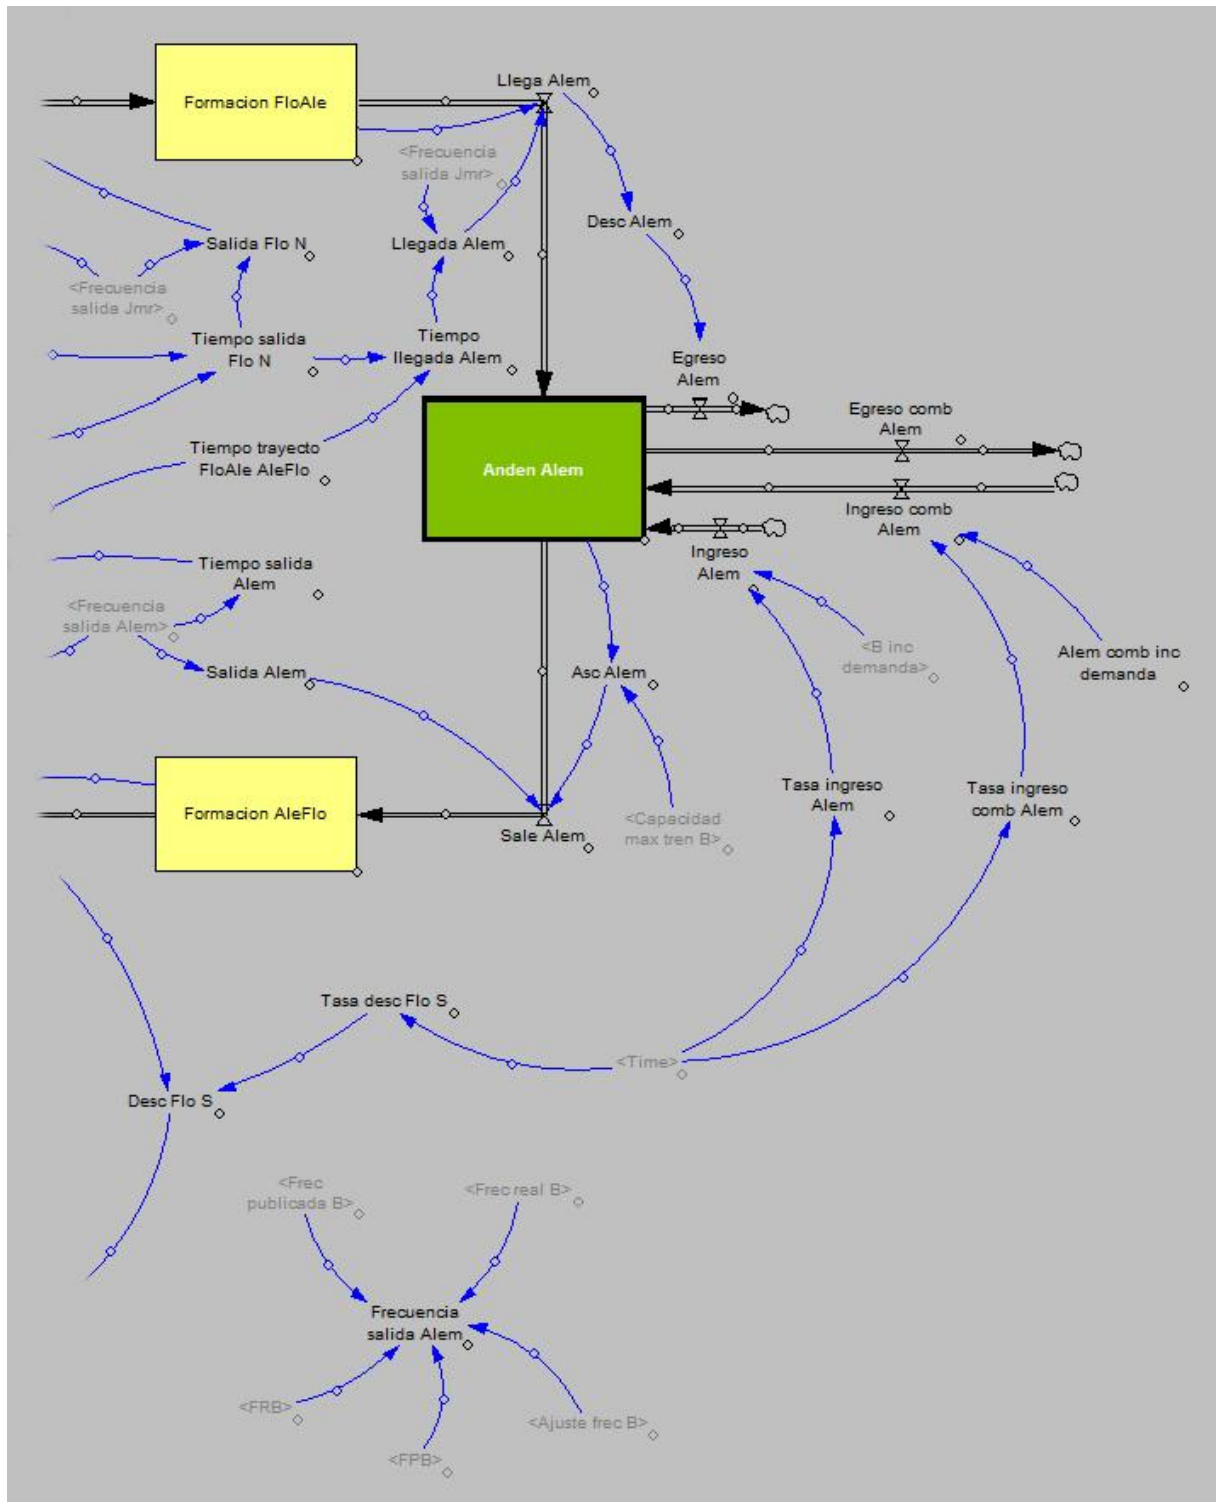 Llega Alem
Formacion FloAle
<Frecuencia
salida Jmr>
Desc Alem
Salida Flo N
Llegada Alem
<Frecuencia
salida Jmr>
Tiempo salida
Flo N
Tiempo
llegada Alem
Egreso
Alem
Egreso comb
Alem
Tiempo trayecto
FloAle AleFlo
Anden Alem
Ingreso comb
Alem
Ingreso
Alem
Tiempo salida
Alem
<Frecuencia
salida Alem>
Salida Alem
Asc Alem
<B inc
demanda>
Alem comb inc
demanda
Formacion AleFlo
Sale Alem
<Capacidad
max tren B>
Tasa ingreso
Alem
Tasa ingreso
comb Alem
Tasa desc Flo S
<Time>
Desc Flo S
<Frec
publicada B>
<Frec real B>
Frecuencia
salida Alem
<FRB>
<Ajuste frec B>
<FPB>